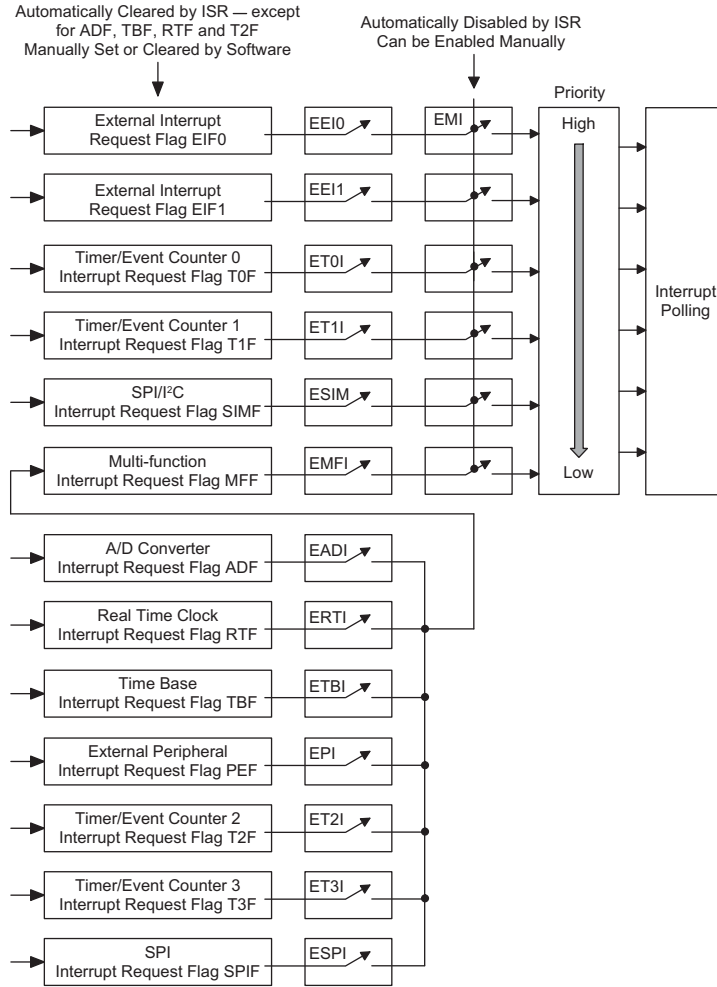 Automatically Cleared by ISR — except
for ADF, TBF, RTF and T2F
Manually Set or Cleared by Software
Automatically Disabled by ISR
Can be Enabled Manually
Priority
External Interrupt
Request Flag EIF0
EEI0
EMI
High
External Interrupt
Request Flag EIF1
EEI1
Timer/Event Counter 0
Interrupt Request Flag T0F
ET0I
Interrupt
Polling
Timer/Event Counter 1
Interrupt Request Flag T1F
ET1I
SPI/I²C
Interrupt Request Flag SIMF
ESIM
Multi-function
Interrupt Request Flag MFF
EMFI
Low
A/D Converter
Interrupt Request Flag ADF
EADI
Real Time Clock
Interrupt Request Flag RTF
ERTI
Time Base
Interrupt Request Flag TBF
ETBI
External Peripheral
Interrupt Request Flag PEF
EPI
Timer/Event Counter 2
Interrupt Request Flag T2F
ET2I
Timer/Event Counter 3
Interrupt Request Flag T3F
ET3I
SPI
Interrupt Request Flag SPIF
ESPI